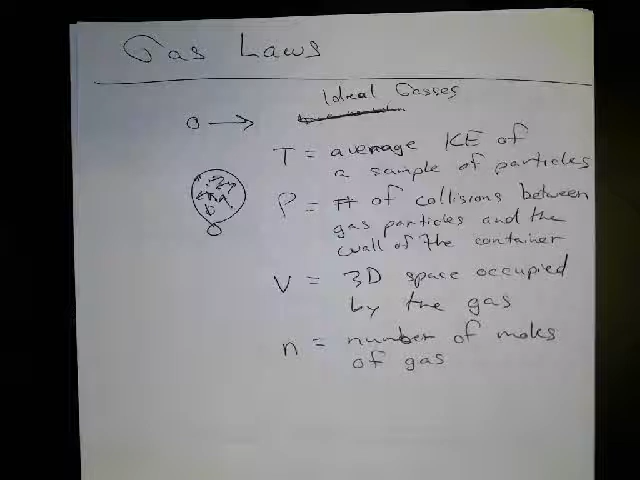 Gas Laws
Ideal Gasses
T = average KE of
a sample of particles
P = # of collisions between
gas particles and the
wall of the container
V = 3D space occupied
by the gas
n = number of moles
of gas